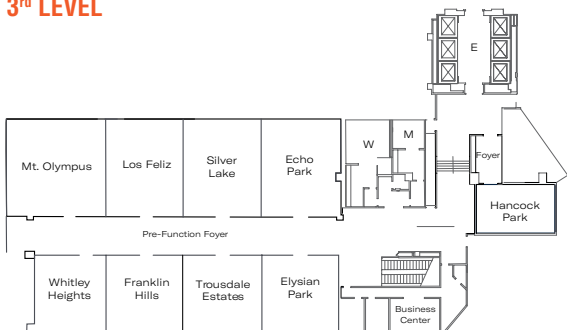 3rd LEVEL
E
W
M
Mt. Olympus
Los Feliz
Silver
Lake
Echo
Park
Foyer
Hancock
Park
Pre-Function Foyer
Whitley
Heights
Franklin
Hills
Trousdale
Estates
Elysian
Park
Business
Center